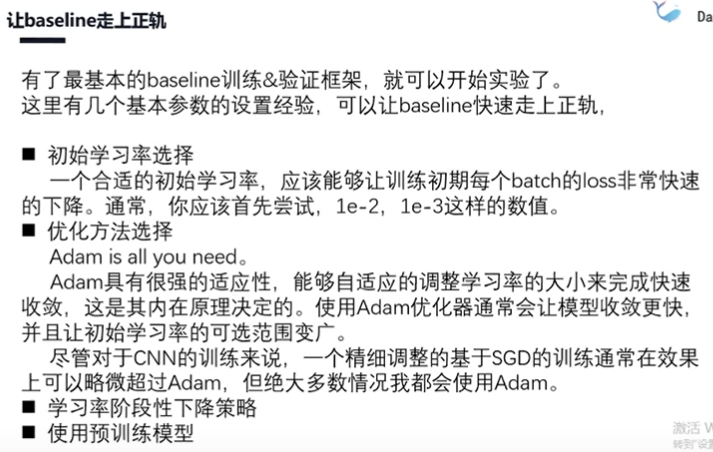 让baseline走上正轨
Da
有了最基本的baseline训练&验证框架，就可以开始实验了。
这里有几个基本参数的设置经验，可以让baseline快速走上正轨，
■ 初始学习率选择
一个合适的初始学习率，应该能够让训练初期每个batch的loss非常快速
的下降。通常，你应该首先尝试，1e-2，1e-3这样的数值。
■ 优化方法选择
Adam is all you need。
Adam具有很强的适应性，能够自适应的调整学习率的大小来完成快速
收敛，这是其内在原理决定的。使用Adam优化器通常会让模型收敛更快，
并且让初始学习率的可选范围变广。
尽管对于CNN的训练来说，一个精细调整的基于SGD的训练通常在效果
上可以略微超过Adam，但绝大多数情况我都会使用Adam。
■ 学习率阶段性下降策略
■ 使用预训练模型
激活 W
转到"设置